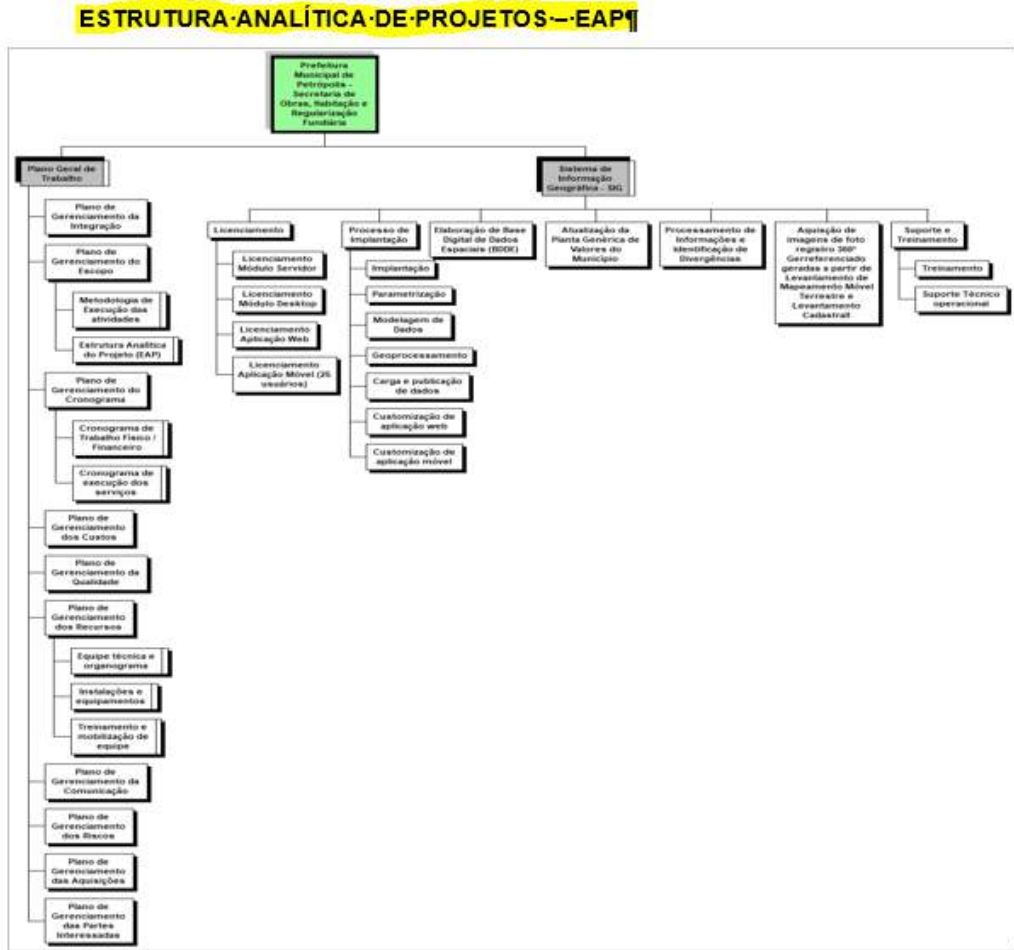 ESTRUTURA·ANALÍTICA·DE·PROJETOS·–·EAP¶
Prefeitura
Municipal de
Petrópolis -
Secretaria de
Obras, Habitação e
Regularização
Fundiária
Plano Geral de
Trabalho
Plano de
Gerenciamento da
Integração
Plano de
Gerenciamento do
Escopo
Metodologia de
Execução das
atividades
Estrutura Analítica
do Projeto (EAP)
Plano de
Gerenciamento do
Cronograma
Cronograma de
Trabalho Físico /
Financeiro
Cronograma de
execução dos
serviços
Plano de
Gerenciamento
dos Custos
Plano de
Gerenciamento da
Qualidade
Plano de
Gerenciamento
dos Recursos
Equipe técnica e
organograma
Instalações e
equipamentos
Treinamento e
mobilização de
equipe
Plano de
Gerenciamento da
Comunicação
Plano de
Gerenciamento
dos Riscos
Plano de
Gerenciamento
das Aquisições
Plano de
Gerenciamento
das Partes
Interessadas
Sistema de
Informação
Geográfica - SIG
Licenciamento
Licenciamento
Módulo Servidor
Licenciamento
Módulo Desktop
Licenciamento
Aplicação Web
Licenciamento
Aplicação Móvel (25
usuários)
Processo de
Implantação
Implantação
Parametrização
Modelagem de
Dados
Geoprocessamento
Carga e publicação
de dados
Customização de
aplicação web
Customização de
aplicação móvel
Elaboração de Base
Digital de Dados
Espaciais (BDDE)
Atualização da
Planta Genérica de
Valores do
Município
Processamento de
Informações e
Identificação de
Divergências
Aquisição de
imagens de foto
registro 360º
Gerreferenciado
geradas a partir de
Levantamento de
Mapeamento Móvel
Terrestre e
Levantamento
Cadastrall
Suporte e
Treinamento
Treinamento
Suporte Técnico
operacional